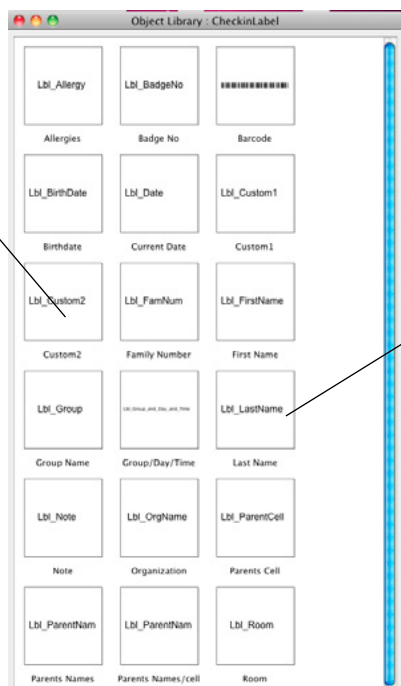 Object Library : CheckinLabel
Lbl_Allergy Lbl_BadgeNo
Allergies Badge No Barcode
Lbl_BirthDate Lbl_Date Lbl_Custom1
Birthdate Current Date Custom1
Lbl_Custom2 Lbl_FamNum Lbl_FirstName
Custom2 Family Number First Name
Lbl_Group Lbl_Group_and_Day_and_Time Lbl_LastName
Group Name Group/Day/Time Last Name
Lbl_Note Lbl_OrgName Lbl_ParentCell
Note Organization Parents Cell
Lbl_ParentNam Lbl_ParentNam Lbl_Room
Parents Names Parents Names/cell Room